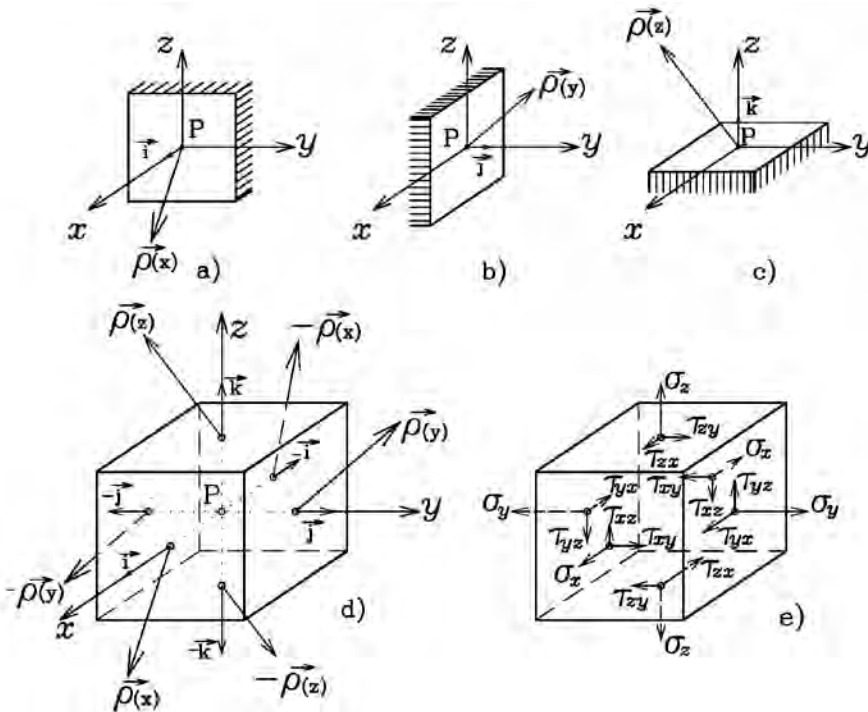 z
P
y
i⃗
x
ρ(x)⃗
a)
z
ρ(y)⃗
P
y
j⃗
x
b)
ρ(z)⃗
z
k⃗
P
y
x
c)
ρ(z)⃗
z
−ρ(x)⃗
k⃗
ρ(y)⃗
−i⃗
−j⃗
P
y
j⃗
i⃗
−ρ(y)⃗
x
d)
−k⃗
ρ(x)⃗
−ρ(z)⃗
σz
τzy
σx
τzx
τxy
τyz
τyx
σy
τxz
σy
τxz
τyz
τxy
τyx
σx
τzx
τzy
e)
σz